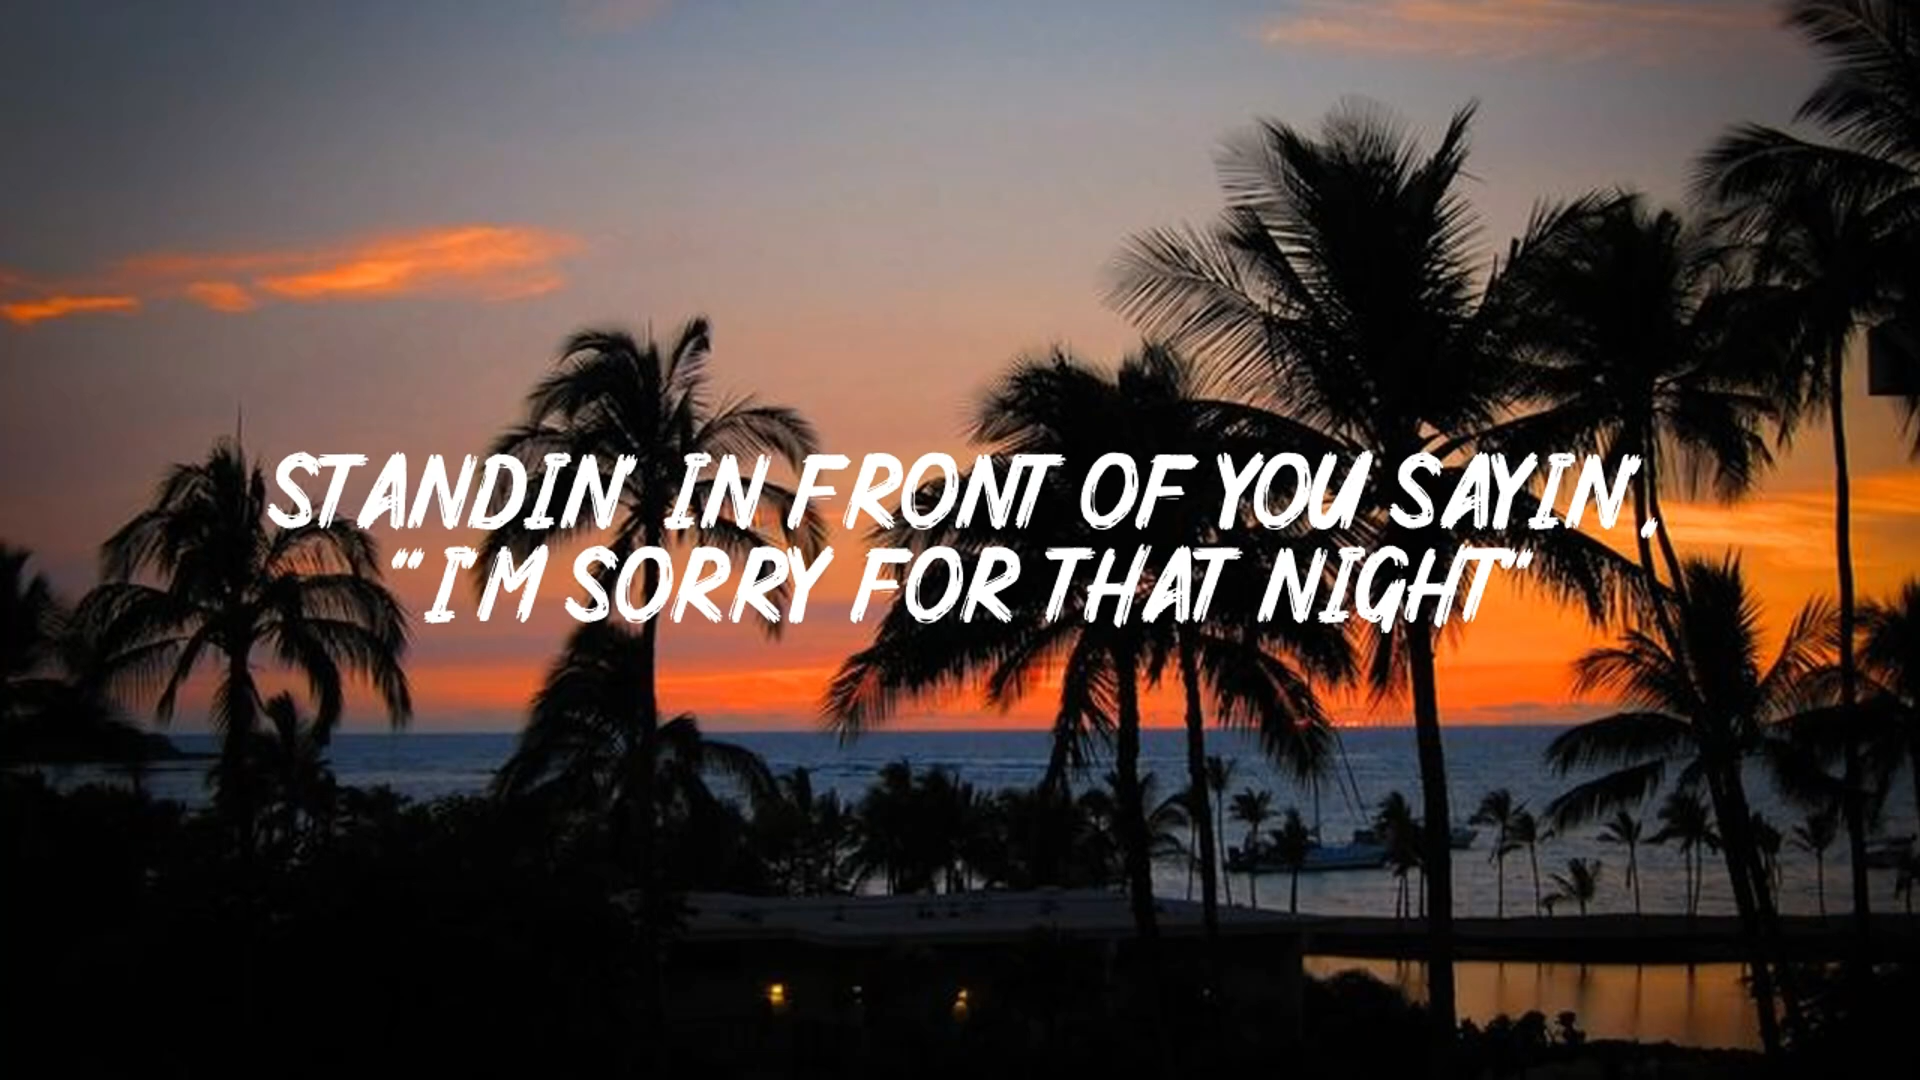 STANDIN' IN FRONT OF YOU SAYIN',
"I'M SORRY FOR THAT NIGHT"